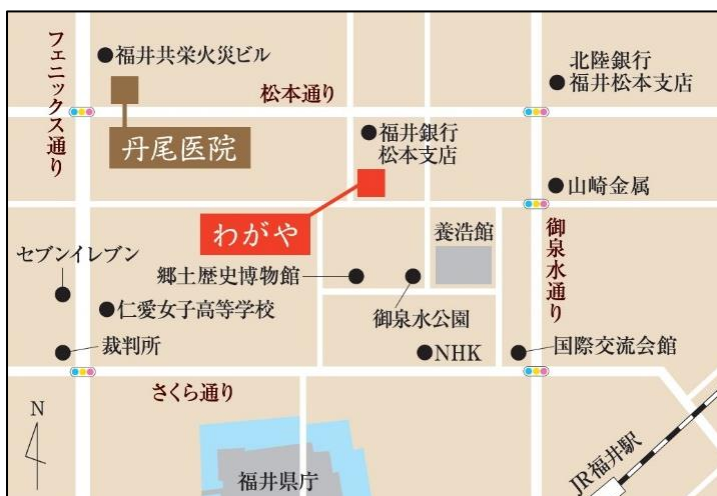 フェニックス通り
福井共栄火災ビル
松本通り
北陸銀行
福井松本支店
丹尾医院
福井銀行
松本支店
山崎金属
わがや
養浩館
御泉水通り
セブンイレブン
郷土歴史博物館
御泉水公園
仁愛女子高等学校
裁判所
NHK
国際交流会館
さくら通り
N
福井県庁
JR福井駅